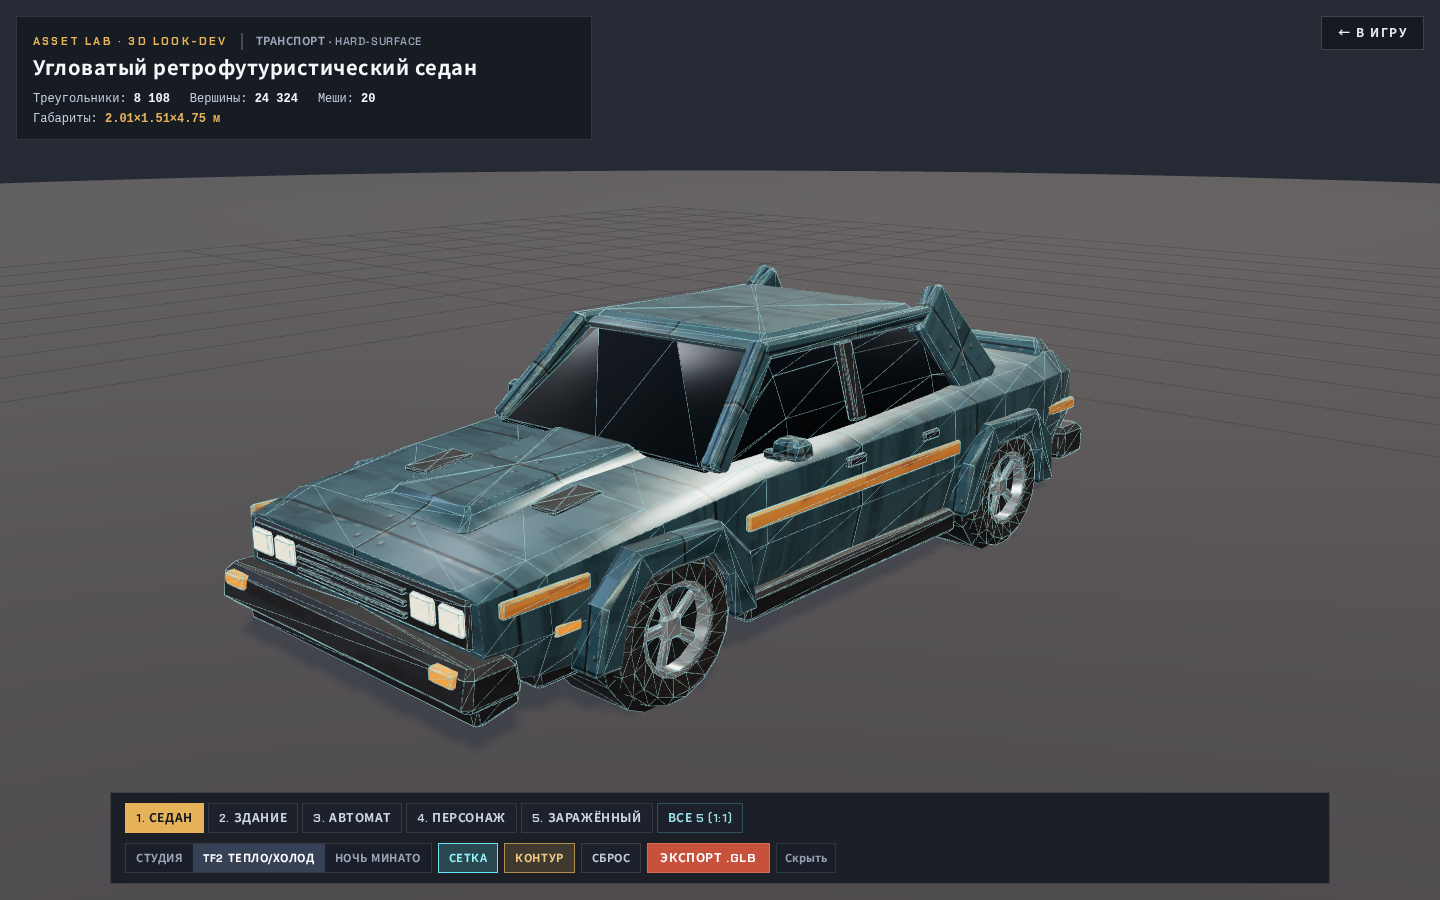 ASSET LAB · 3D LOOK-DEV | ТРАНСПОРТ · HARD-SURFACE
← В ИГРУ
Угловатый ретрофутуристический седан
Треугольники: 8 108 Вершины: 24 324 Меши: 20
Габариты: 2.01×1.51×4.75 м
1. СЕДАН 2. ЗДАНИЕ 3. АВТОМАТ 4. ПЕРСОНАЖ 5. ЗАРАЖЁННЫЙ ВСЕ 5 (1:1)
СТУДИЯ TF2 ТЕПЛО/ХОЛОД НОЧЬ МИНАТО СЕТКА КОНТУР СБРОС ЭКСПОРТ .GLB Скрыть